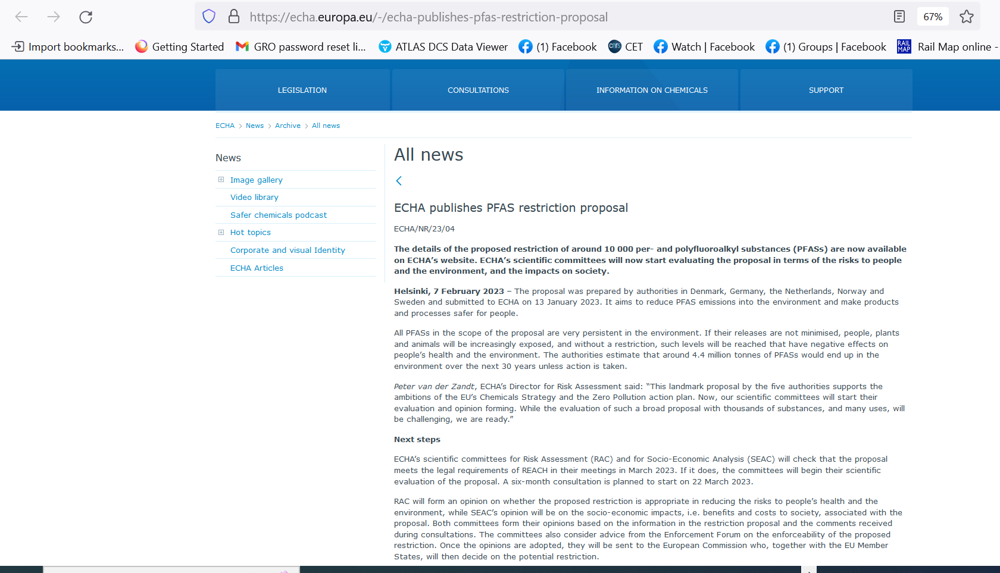 https://echa.europa.eu/-/echa-publishes-pfas-restriction-proposal
67%
Import bookmarks...
Getting Started
GRO password reset li...
ATLAS DCS Data Viewer
(1) Facebook
cnrs
CET
Watch | Facebook
(1) Groups | Facebook
RAIL MAP
Rail Map online -
LEGISLATION
CONSULTATIONS
INFORMATION ON CHEMICALS
SUPPORT
ECHA > News > Archive > All news
News
Image gallery
Video library
Safer chemicals podcast
Hot topics
Corporate and visual Identity
ECHA Articles
All news
ECHA publishes PFAS restriction proposal
ECHA/NR/23/04
The details of the proposed restriction of around 10 000 per- and polyfluoroalkyl substances (PFASs) are now available
on ECHA’s website. ECHA’s scientific committees will now start evaluating the proposal in terms of the risks to people
and the environment, and the impacts on society.
Helsinki, 7 February 2023 – The proposal was prepared by authorities in Denmark, Germany, the Netherlands, Norway and
Sweden and submitted to ECHA on 13 January 2023. It aims to reduce PFAS emissions into the environment and make products
and processes safer for people.
All PFASs in the scope of the proposal are very persistent in the environment. If their releases are not minimised, people, plants
and animals will be increasingly exposed, and without a restriction, such levels will be reached that have negative effects on
people’s health and the environment. The authorities estimate that around 4.4 million tonnes of PFASs would end up in the
environment over the next 30 years unless action is taken.
Peter van der Zandt, ECHA’s Director for Risk Assessment said: “This landmark proposal by the five authorities supports the
ambitions of the EU’s Chemicals Strategy and the Zero Pollution action plan. Now, our scientific committees will start their
evaluation and opinion forming. While the evaluation of such a broad proposal with thousands of substances, and many uses, will
be challenging, we are ready.”
Next steps
ECHA’s scientific committees for Risk Assessment (RAC) and for Socio-Economic Analysis (SEAC) will check that the proposal
meets the legal requirements of REACH in their meetings in March 2023. If it does, the committees will begin their scientific
evaluation of the proposal. A six-month consultation is planned to start on 22 March 2023.
RAC will form an opinion on whether the proposed restriction is appropriate in reducing the risks to people’s health and the
environment, while SEAC’s opinion will be on the socio-economic impacts, i.e. benefits and costs to society, associated with the
proposal. Both committees form their opinions based on the information in the restriction proposal and the comments received
during consultations. The committees also consider advice from the Enforcement Forum on the enforceability of the proposed
restriction. Once the opinions are adopted, they will be sent to the European Commission who, together with the EU Member
States, will then decide on the potential restriction.